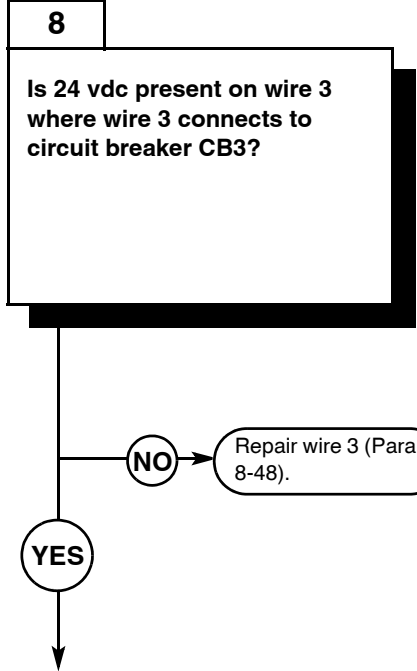 8
Is 24 vdc present on wire 3
where wire 3 connects to
circuit breaker CB3?
NO
Repair wire 3 (Para
8-48).
YES